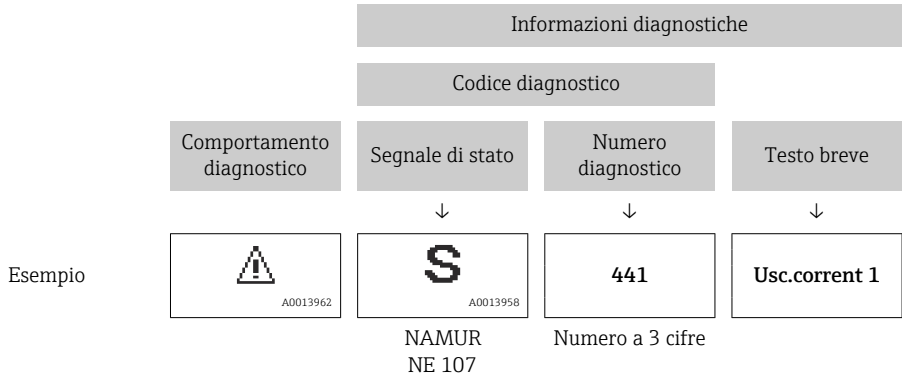 Informazioni diagnostiche
Codice diagnostico
Comportamento
diagnostico
Segnale di stato
Numero
diagnostico
Testo breve
↓ ↓ ↓
Esempio
A0013962
S
A0013958
441
Usc.corrent 1
NAMUR
NE 107
Numero a 3 cifre